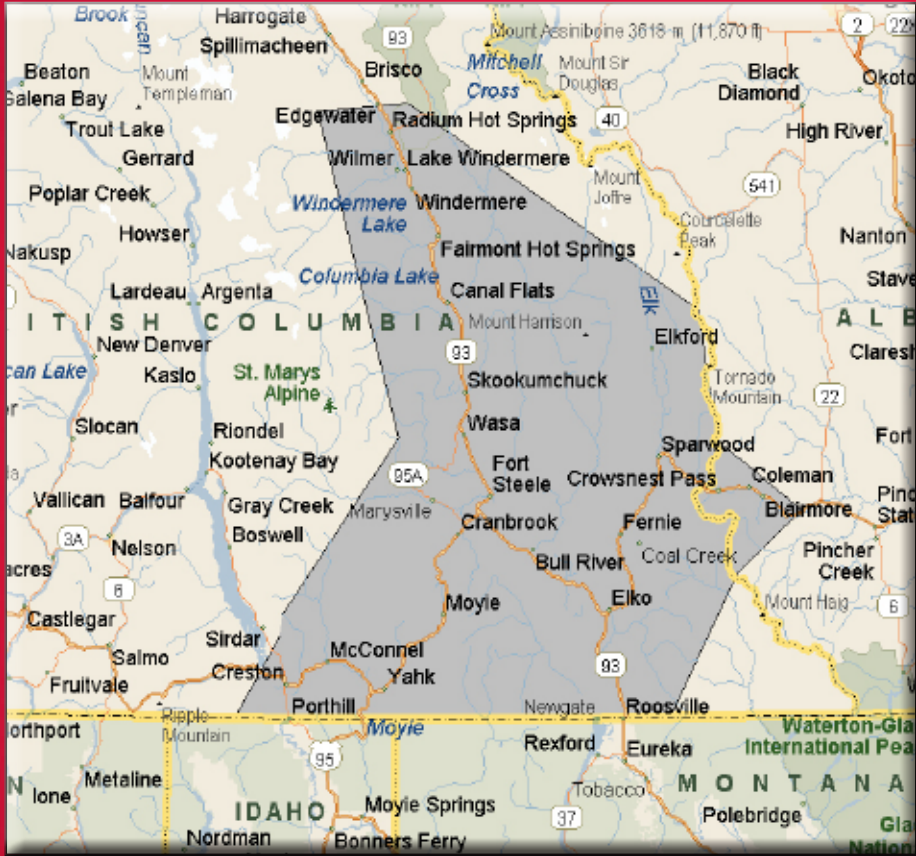 Harrogate
Brook
Duncan
93
Mount Assiniboine 3618 m (11,870 ft)
2
22
Spillimacheen
Mitchell
Cross
Mount Sir
Douglas
Brisco
Beaton
Mount
Templeman
Black
Diamond
Okoto
Galena Bay
Edgewater
Radium Hot Springs
40
Trout Lake
High River
Gerrard
Wilmer
Lake Windermere
Mount
Joffre
541
Poplar Creek
Windermere
Lake
Windermere
Courcelette
Peak
Howser
Fairmont Hot Springs
Nanton
Nakusp
Columbia Lake
Stave
Lardeau
Argenta
Canal Flats
Elk
ITISH COLUMBIA
Mount Harrison
Elkford
ALE
New Denver
93
Claresh
can Lake
Kaslo
St. Marys
Alpine
Skookumchuck
Tornado
Mountain
22
Slocan
Riondel
Wasa
Sparwood
Fort
Kootenay Bay
95A
Fort
Steele
Crowsnest Pass
Coleman
Vallican
Balfour
Gray Creek
Marysville
Blairmore
Pinc
Stat
3A
Nelson
Boswell
Cranbrook
Fernie
Bull River
Coal Creek
Pincher
Creek
acres
6
Moyie
Elko
Mount Haig
6
Castlegar
Sirdar
Salmo
McConnel
93
Creston
Yahk
Fruitvale
Ripple
Mountain
Porthill
Newgate
Roosville
Northport
Moyie
Waterton-Gla
International Pea
Rexford
Eureka
95
Metaline
N
Ione
Tobacco
MONTANA
IDAHO
Moyie Springs
37
Polebridge
Nordman
Bonners Ferry
Gla
Nation